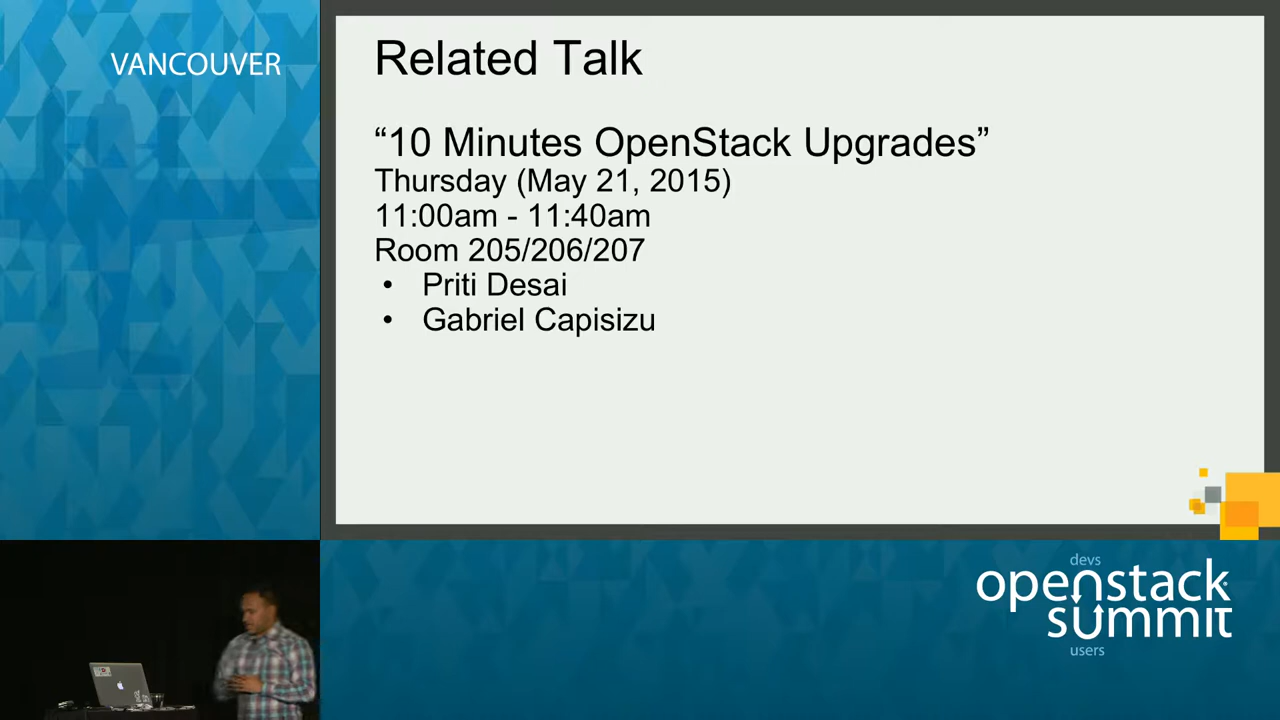 VANCOUVER
Related Talk
“10 Minutes OpenStack Upgrades”
Thursday (May 21, 2015)
11:00am - 11:40am
Room 205/206/207
• Priti Desai
• Gabriel Capisizu
devs
openstack
summit
users